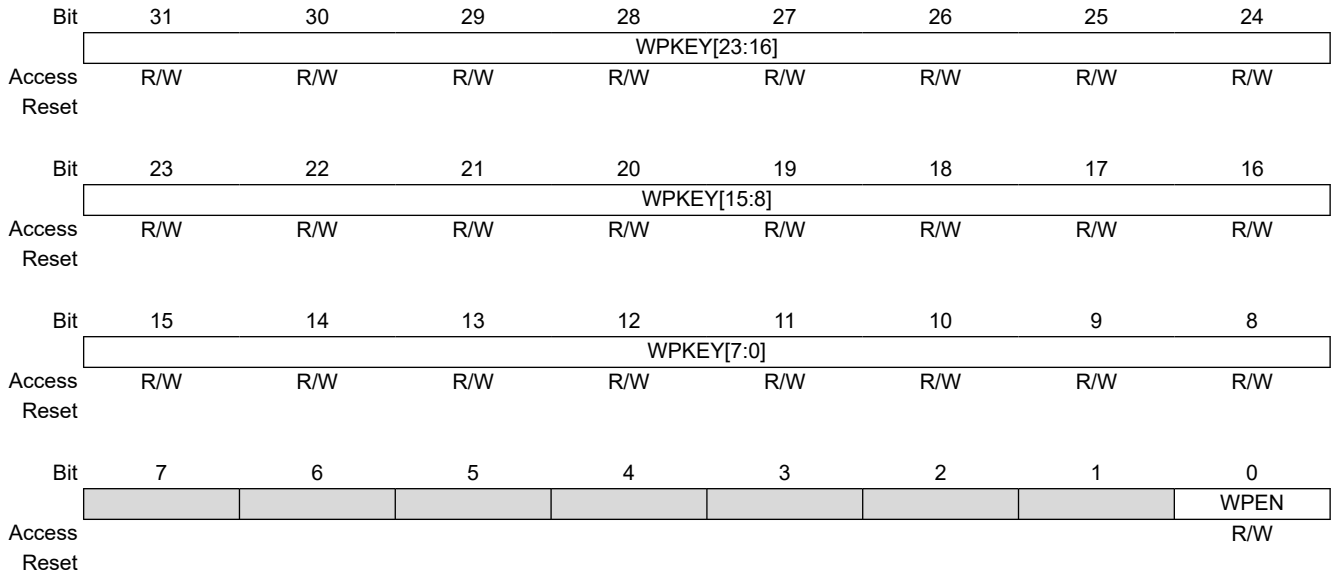 Bit 31 30 29 28 27 26 25 24
WPKEY[23:16]
Access R/W R/W R/W R/W R/W R/W R/W R/W
Reset
Bit 23 22 21 20 19 18 17 16
WPKEY[15:8]
Access R/W R/W R/W R/W R/W R/W R/W R/W
Reset
Bit 15 14 13 12 11 10 9 8
WPKEY[7:0]
Access R/W R/W R/W R/W R/W R/W R/W R/W
Reset
Bit 7 6 5 4 3 2 1 0
WPEN
Access R/W
Reset